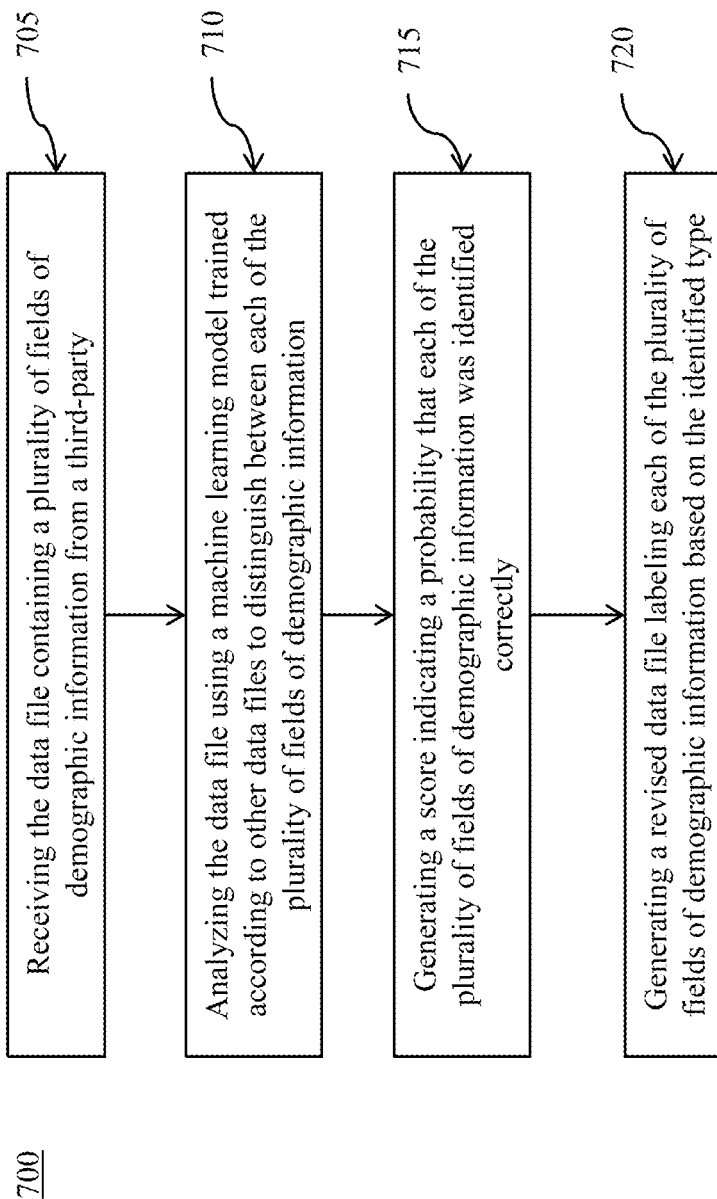 700
Receiving the data file containing a plurality of fields of
demographic information from a third-party
705
Analyzing the data file using a machine learning model trained
according to other data files to distinguish between each of the
plurality of fields of demographic information
710
Generating a score indicating a probability that each of the
plurality of fields of demographic information was identified
correctly
715
Generating a revised data file labeling each of the plurality of
fields of demographic information based on the identified type
720